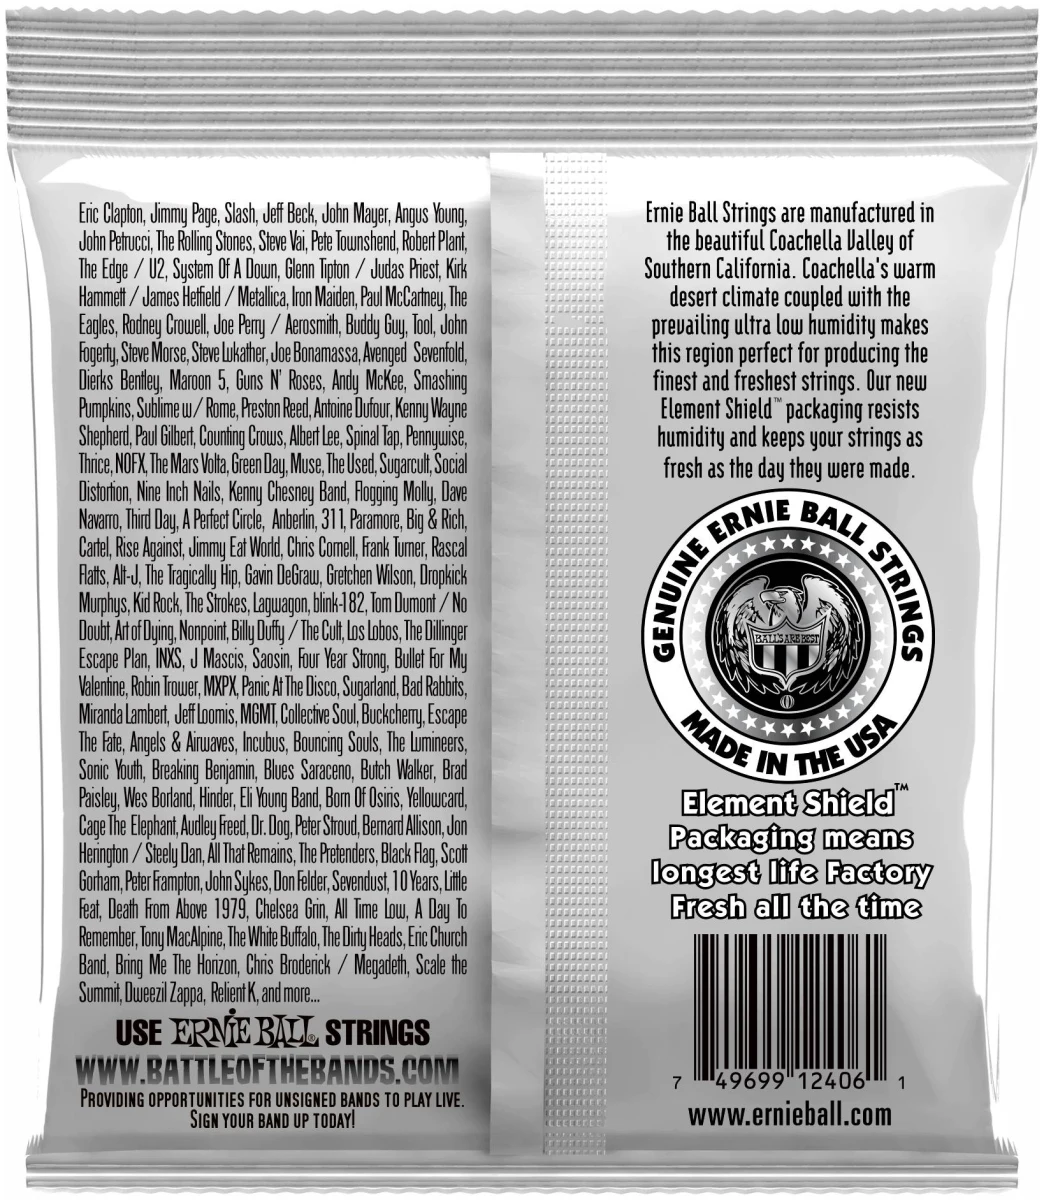 Eric Clapton, Jimmy Page, Slash, Jeff Beck, John Mayer, Angus Young,
John Petrucci, The Rolling Stones, Steve Vai, Pete Townshend, Robert Plant,
The Edge / U2, System Of A Down, Glenn Tipton / Judas Priest, Kirk
Hammett / James Hetfield / Metallica, Iron Maiden, Paul McCartney, The
Eagles, Rodney Crowell, Joe Perry / Aerosmith, Buddy Guy, Tool, John
Fogerty, Steve Morse, Steve Lukather, Joe Bonamassa, Avenged Sevenfold,
Dierks Bentley, Maroon 5, Guns N' Roses, Andy McKee, Smashing
Pumpkins, Sublime w/ Rome, Preston Reed, Antoine Dufour, Kenny Wayne
Shepherd, Paul Gilbert, Counting Crows, Albert Lee, Spinal Tap, Pennywise,
Thrice, NOFX, The Mars Volta, Green Day, Muse, The Used, Sugarcult, Social
Distortion, Nine Inch Nails, Kenny Chesney Band, Flogging Molly, Dave
Navarro, Third Day, A Perfect Circle, Anberlin, 311, Paramore, Big & Rich,
Cartel, Rise Against, Jimmy Eat World, Chris Cornell, Frank Turner, Rascal
Flatts, Alt-J, The Tragically Hip, Gavin DeGraw, Gretchen Wilson, Dropkick
Murphys, Kid Rock, The Strokes, Lagwagon, blink-182, Tom Dumont / No
Doubt, Art of Dying, Nonpoint, Billy Duffy / The Cult, Los Lobos, The Dillinger
Escape Plan, INXS, J Mascis, Saosin, Four Year Strong, Bullet For My
Valentine, Robin Trower, MXPX, Panic At The Disco, Sugarland, Bad Rabbits,
Miranda Lambert, Jeff Loomis, MGMT, Collective Soul, Buckcherry, Escape
The Fate, Angels & Airwaves, Incubus, Bouncing Souls, The Lumineers,
Sonic Youth, Breaking Benjamin, Blues Saraceno, Butch Walker, Brad
Paisley, Wes Borland, Hinder, Eli Young Band, Born Of Osiris, Yellowcard,
Cage The Elephant, Audley Freed, Dr. Dog, Peter Stroud, Bernard Allison, Jon
Herington / Steely Dan, All That Remains, The Pretenders, Black Flag, Scott
Gorham, Peter Frampton, John Sykes, Don Felder, Sevendust, 10 Years, Little
Feat, Death From Above 1979, Chelsea Grin, All Time Low, A Day To
Remember, Tony MacAlpine, The White Buffalo, The Dirty Heads, Eric Church
Band, Bring Me The Horizon, Chris Broderick / Megadeth, Scale the
Summit, Dweezil Zappa, Relient K, and more...
USE ERNIE BALL® STRINGS
WWW.BATTLEOFTHEBANDS.COM
PROVIDING OPPORTUNITIES FOR UNSIGNED BANDS TO PLAY LIVE.
SIGN YOUR BAND UP TODAY!
Ernie Ball Strings are manufactured in
the beautiful Coachella Valley of
Southern California. Coachella's warm
desert climate coupled with the
prevailing ultra low humidity makes
this region perfect for producing the
finest and freshest strings. Our new
Element Shield™ packaging resists
humidity and keeps your strings as
fresh as the day they were made.
GENUINE ERNIE BALL STRINGS
BALL'S ARE BEST
MADE IN THE USA
Element Shield™
Packaging means
longest life Factory
Fresh all the time
7 49699 12406 1
www.ernieball.com